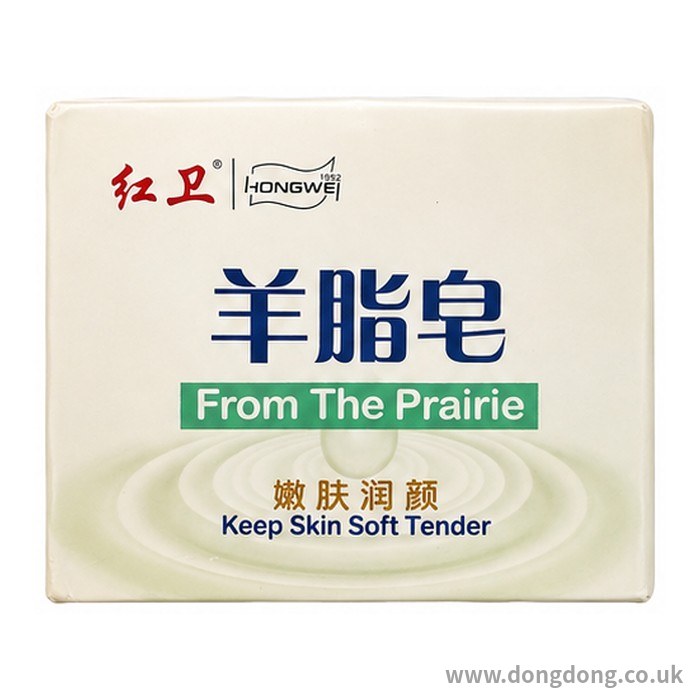 红卫® HONGWEI 1952
羊脂皂
From The Prairie
嫩肤润颜
Keep Skin Soft Tender
www.dongdong.co.uk